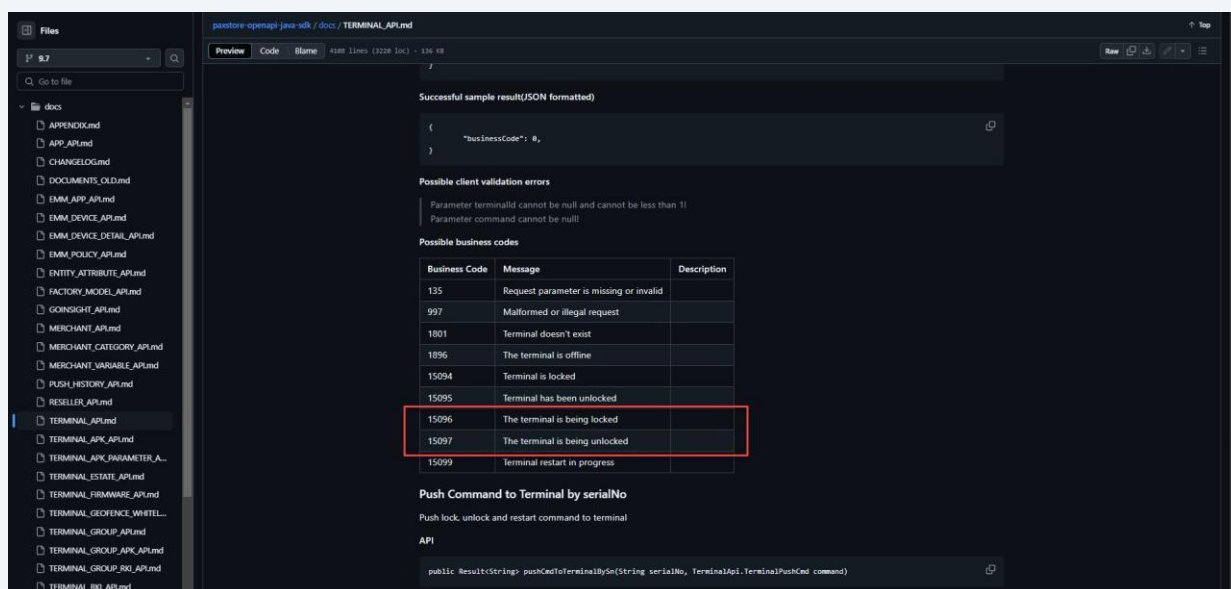 Files
9.7
Go to file
docs
APPENDIX.md
APP_API.md
CHANGELOG.md
DOCUMENTS_OLD.md
EMM_APP_API.md
EMM_DEVICE_API.md
EMM_DEVICE_DETAIL_API.md
EMM_POLICY_API.md
ENTITY_ATTRIBUTE_API.md
FACTORY_MODEL_API.md
GOINSIGHT_API.md
MERCHANT_API.md
MERCHANT_CATEGORY_API.md
MERCHANT_VARIABLE_API.md
PUSH_HISTORY_API.md
RESELLER_API.md
TERMINAL_API.md
TERMINAL_APK_API.md
TERMINAL_APK_PARAMETER_A...
TERMINAL_ESTATE_API.md
TERMINAL_FIRMWARE_API.md
TERMINAL_GEOFENCE_WHITEL...
TERMINAL_GROUP_API.md
TERMINAL_GROUP_APK_API.md
TERMINAL_GROUP_RKI_API.md
TERMINAL_RKI_API.md
paxstore-openapi-java-sdk / docs / TERMINAL_API.md
Top
Preview Code Blame 4108 lines (3220 loc) · 136 KB
Raw
}
Successful sample result(JSON formatted)
{
"businessCode": 0,
}
Possible client validation errors
Parameter terminalId cannot be null and cannot be less than 1!
Parameter command cannot be null!
Possible business codes
Business Code Message Description
135 Request parameter is missing or invalid
997 Malformed or illegal request
1801 Terminal doesn't exist
1896 The terminal is offline
15094 Terminal is locked
15095 Terminal has been unlocked
15096 The terminal is being locked
15097 The terminal is being unlocked
15099 Terminal restart in progress
Push Command to Terminal by serialNo
Push lock, unlock and restart command to terminal
API
public Result<String> pushCmdToTerminalBySn(String serialNo, TerminalApi.TerminalPushCmd command)